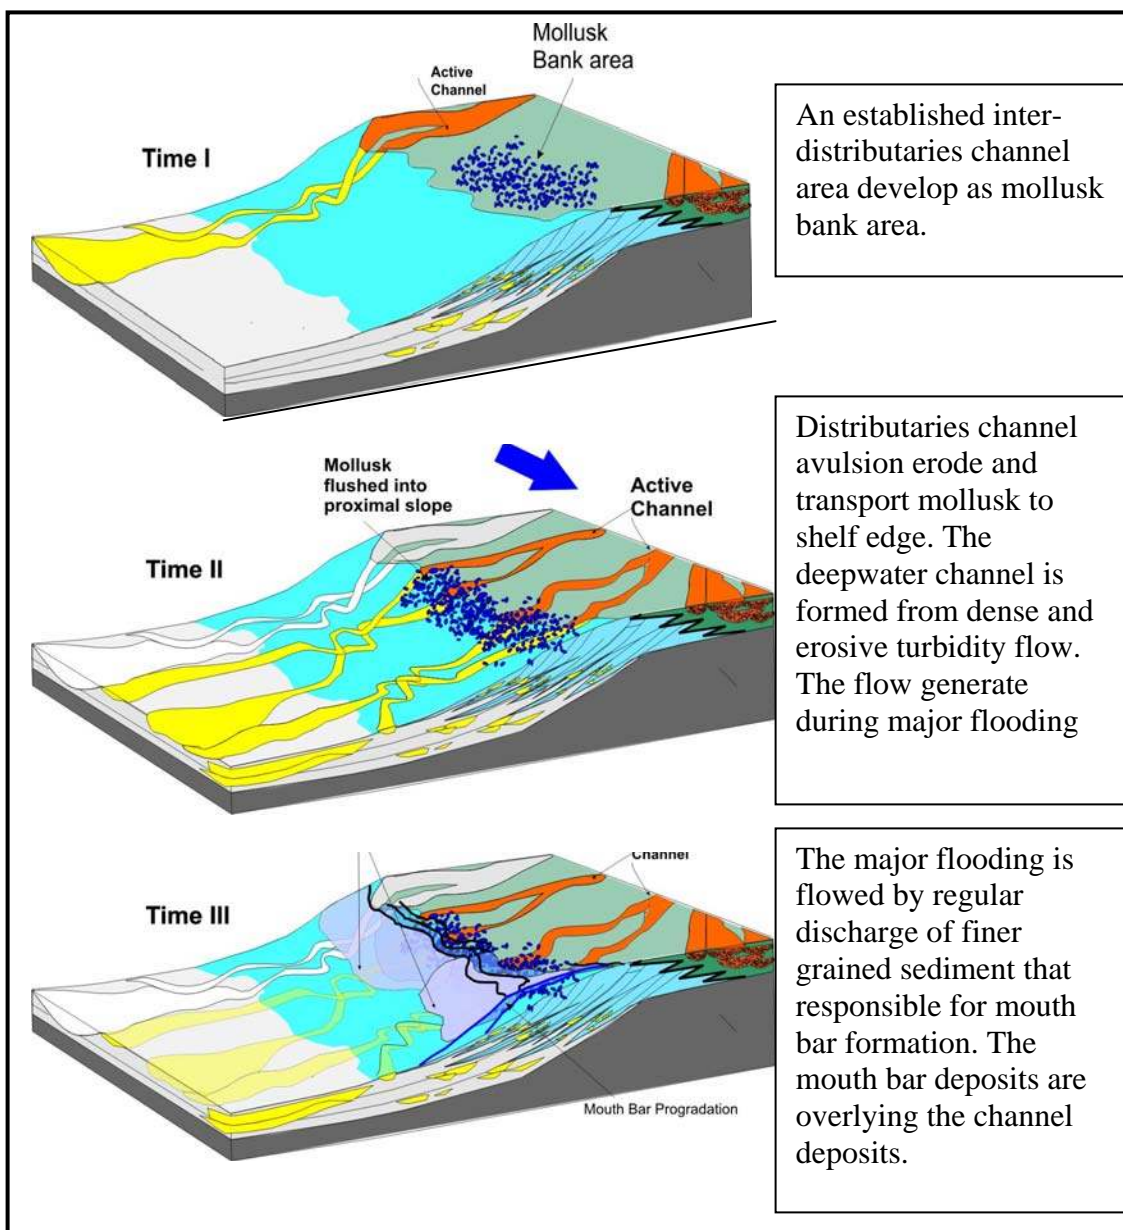 Mollusk
Bank area
Active
Channel
Time I
An established inter-
distributaries channel
area develop as mollusk
bank area.
Mollusk
flushed into
proximal slope
Active
Channel
Time II
Distributaries channel
avulsion erode and
transport mollusk to
shelf edge. The
deepwater channel is
formed from dense and
erosive turbidity flow.
The flow generate
during major flooding
Channel
Time III
Mouth Bar Progradation
The major flooding is
flowed by regular
discharge of finer
grained sediment that
responsible for mouth
bar formation. The
mouth bar deposits are
overlying the channel
deposits.